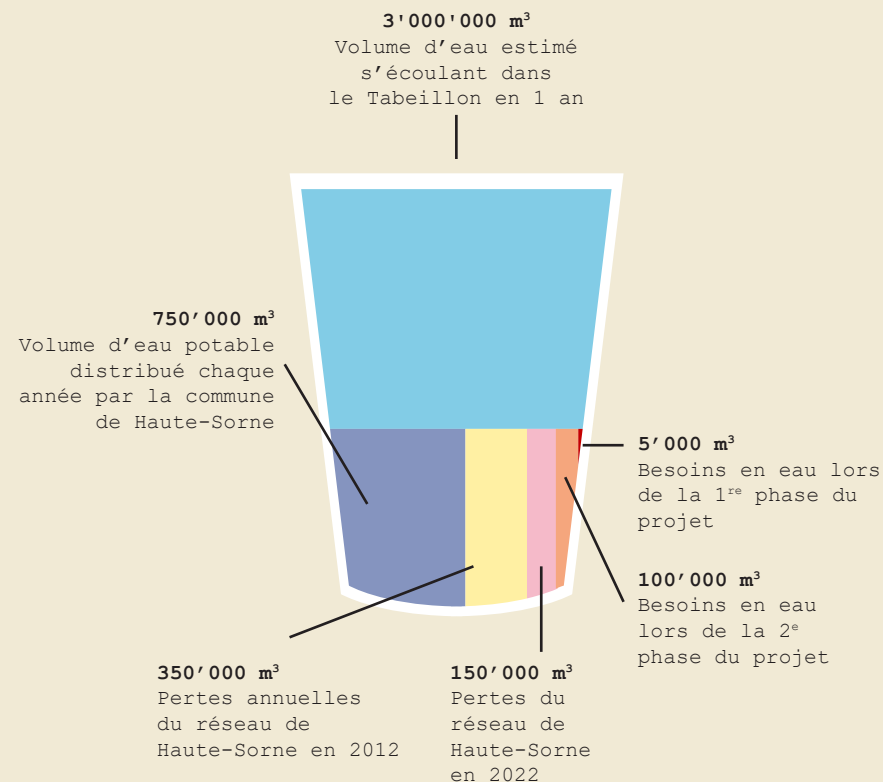 3'000'000 m³
Volume d'eau estimé
s'écoulant dans
le Tabeillon en 1 an
750'000 m³
Volume d'eau potable
distribué chaque
année par la commune
de Haute-Sorne
5'000 m³
Besoins en eau lors
de la 1ʳᵉ phase du
projet
100'000 m³
Besoins en eau
lors de la 2ᵉ
phase du projet
350'000 m³
Pertes annuelles
du réseau de
Haute-Sorne en 2012
150'000 m³
Pertes du
réseau de
Haute-Sorne
en 2022